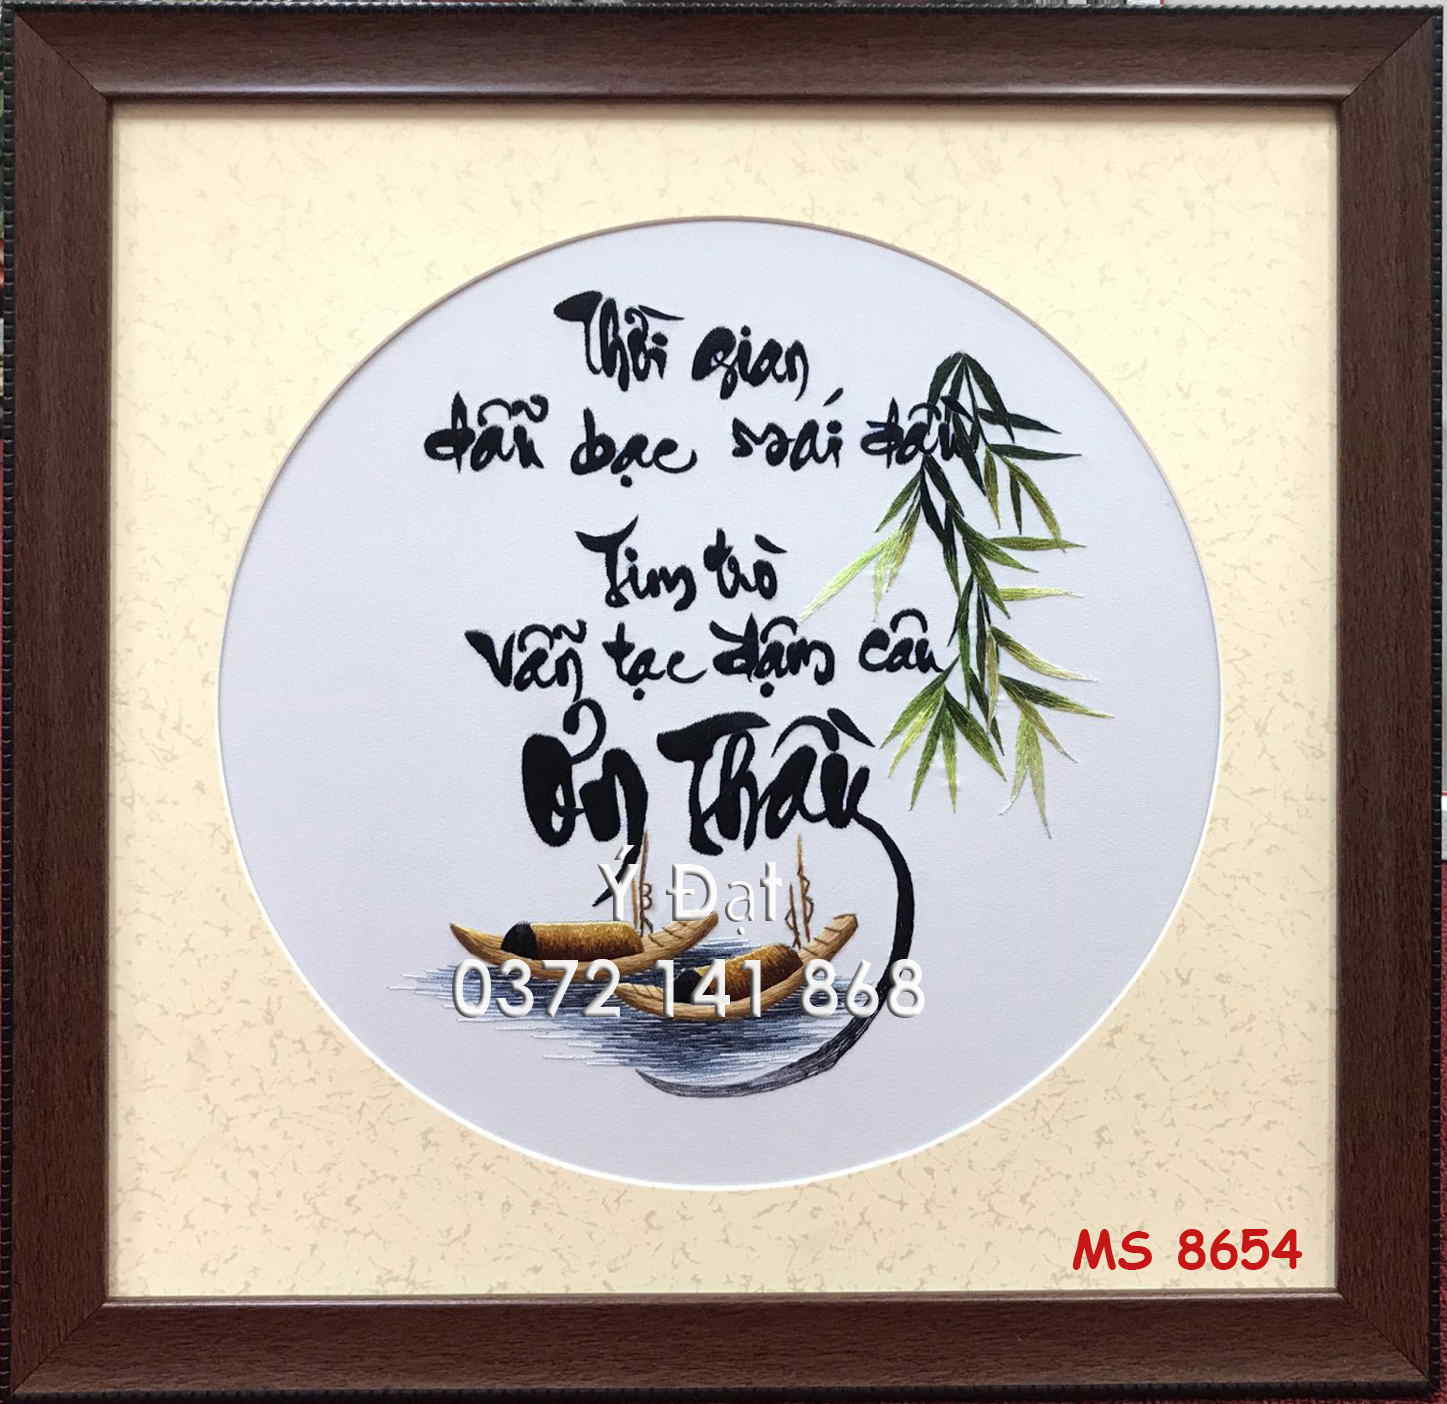 Thời gian
dẫu bạc mái đầu
Tim trò
vẫn tạc đậm câu
Ơn Thầy
Ý Đạt
0372 141 868
MS 8654